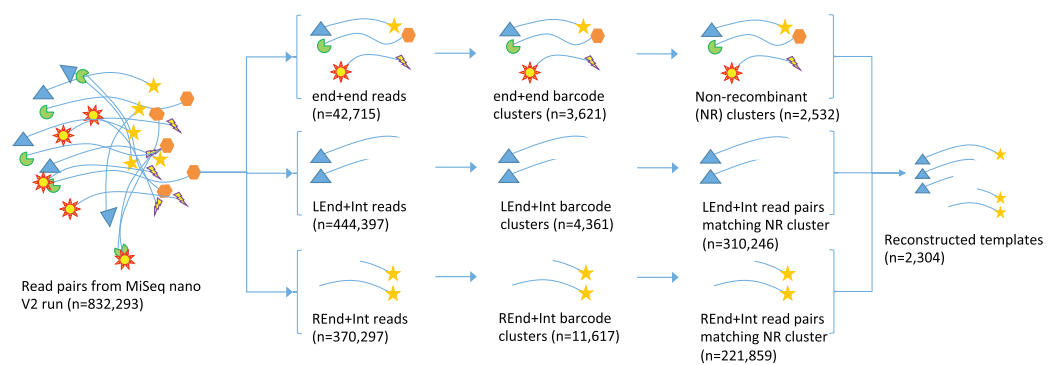 Read pairs from MiSeq nano
V2 run (n=832,293)
end+end reads
(n=42,715)
end+end barcode
clusters (n=3,621)
Non-recombinant
(NR) clusters (n=2,532)
LEnd+Int reads
(n=444,397)
LEnd+Int barcode
clusters (n=4,361)
LEnd+Int read pairs
matching NR cluster
(n=310,246)
REnd+Int reads
(n=370,297)
REnd+Int barcode
clusters (n=11,617)
REnd+Int read pairs
matching NR cluster
(n=221,859)
Reconstructed templates
(n=2,304)